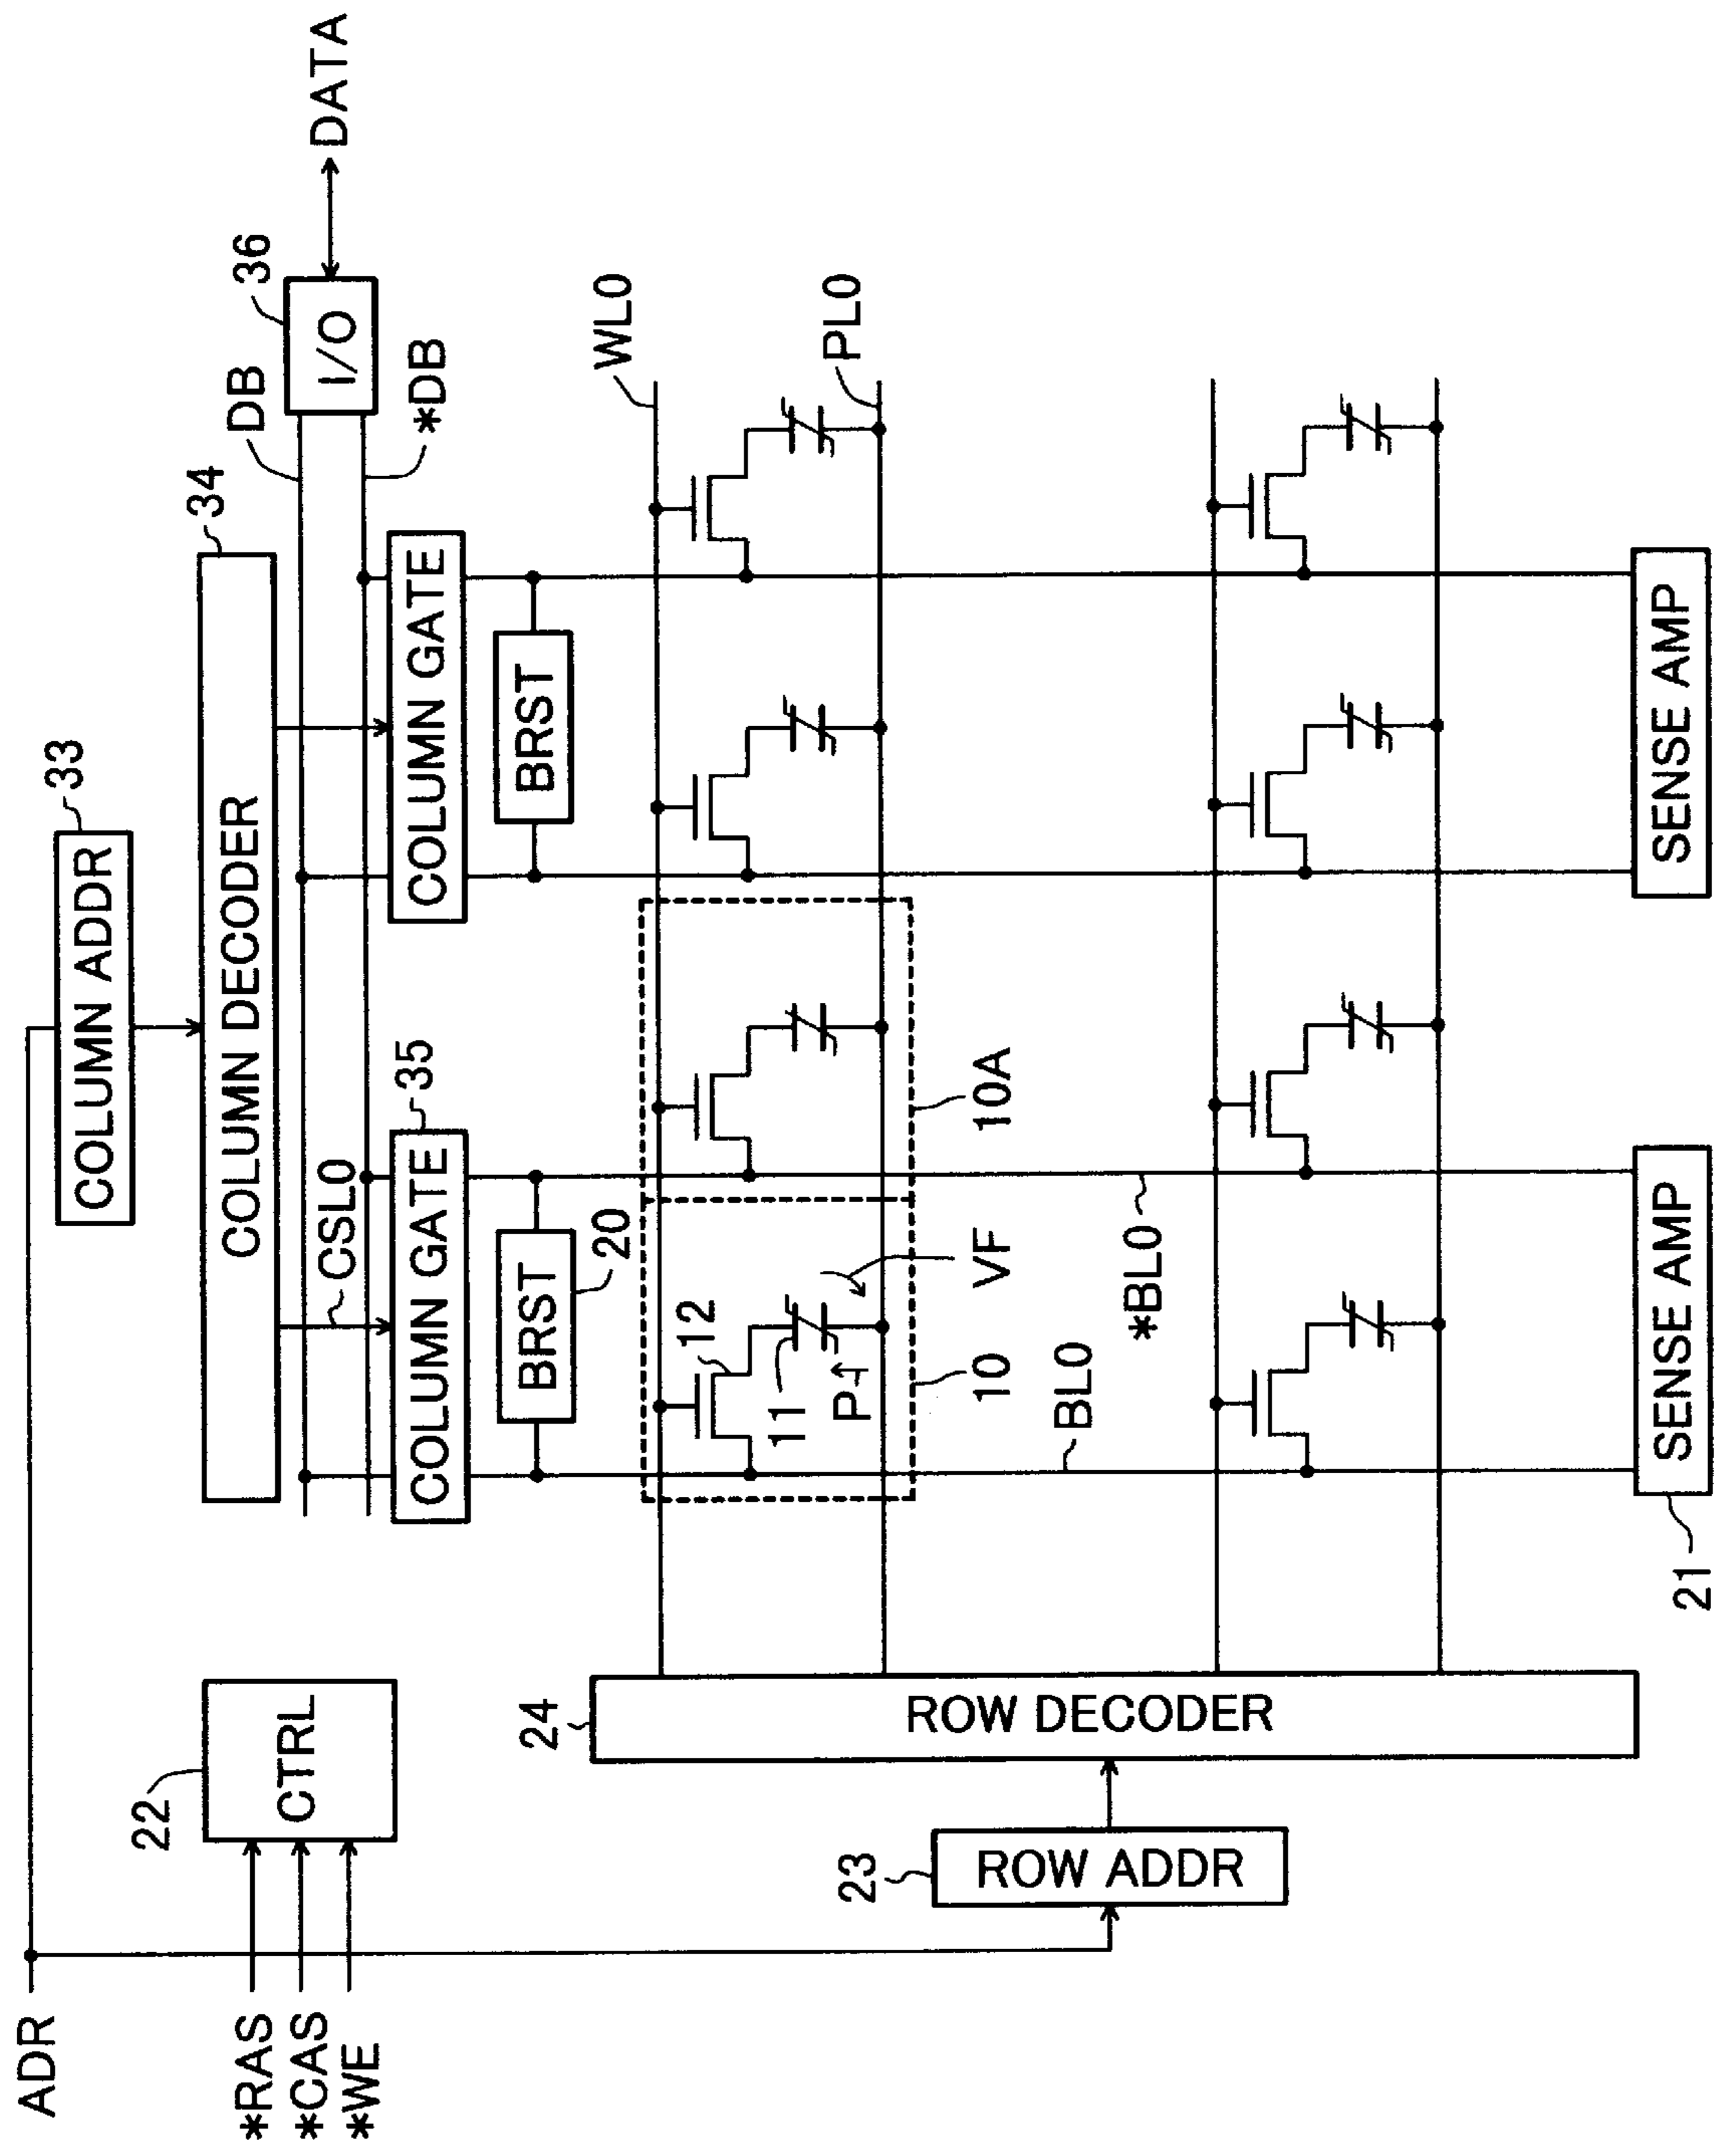 ADR
*RAS
*CAS
*WE
22
CTRL
33
COLUMN ADDR
34
COLUMN DECODER
CSL0
DB
*DB
36
I/O
DATA
35
COLUMN GATE
COLUMN GATE
20
BRST
BRST
23
ROW ADDR
24
ROW DECODER
WL0
PL0
12
11
P
VF
10
10A
BL0
*BL0
21
SENSE AMP
SENSE AMP